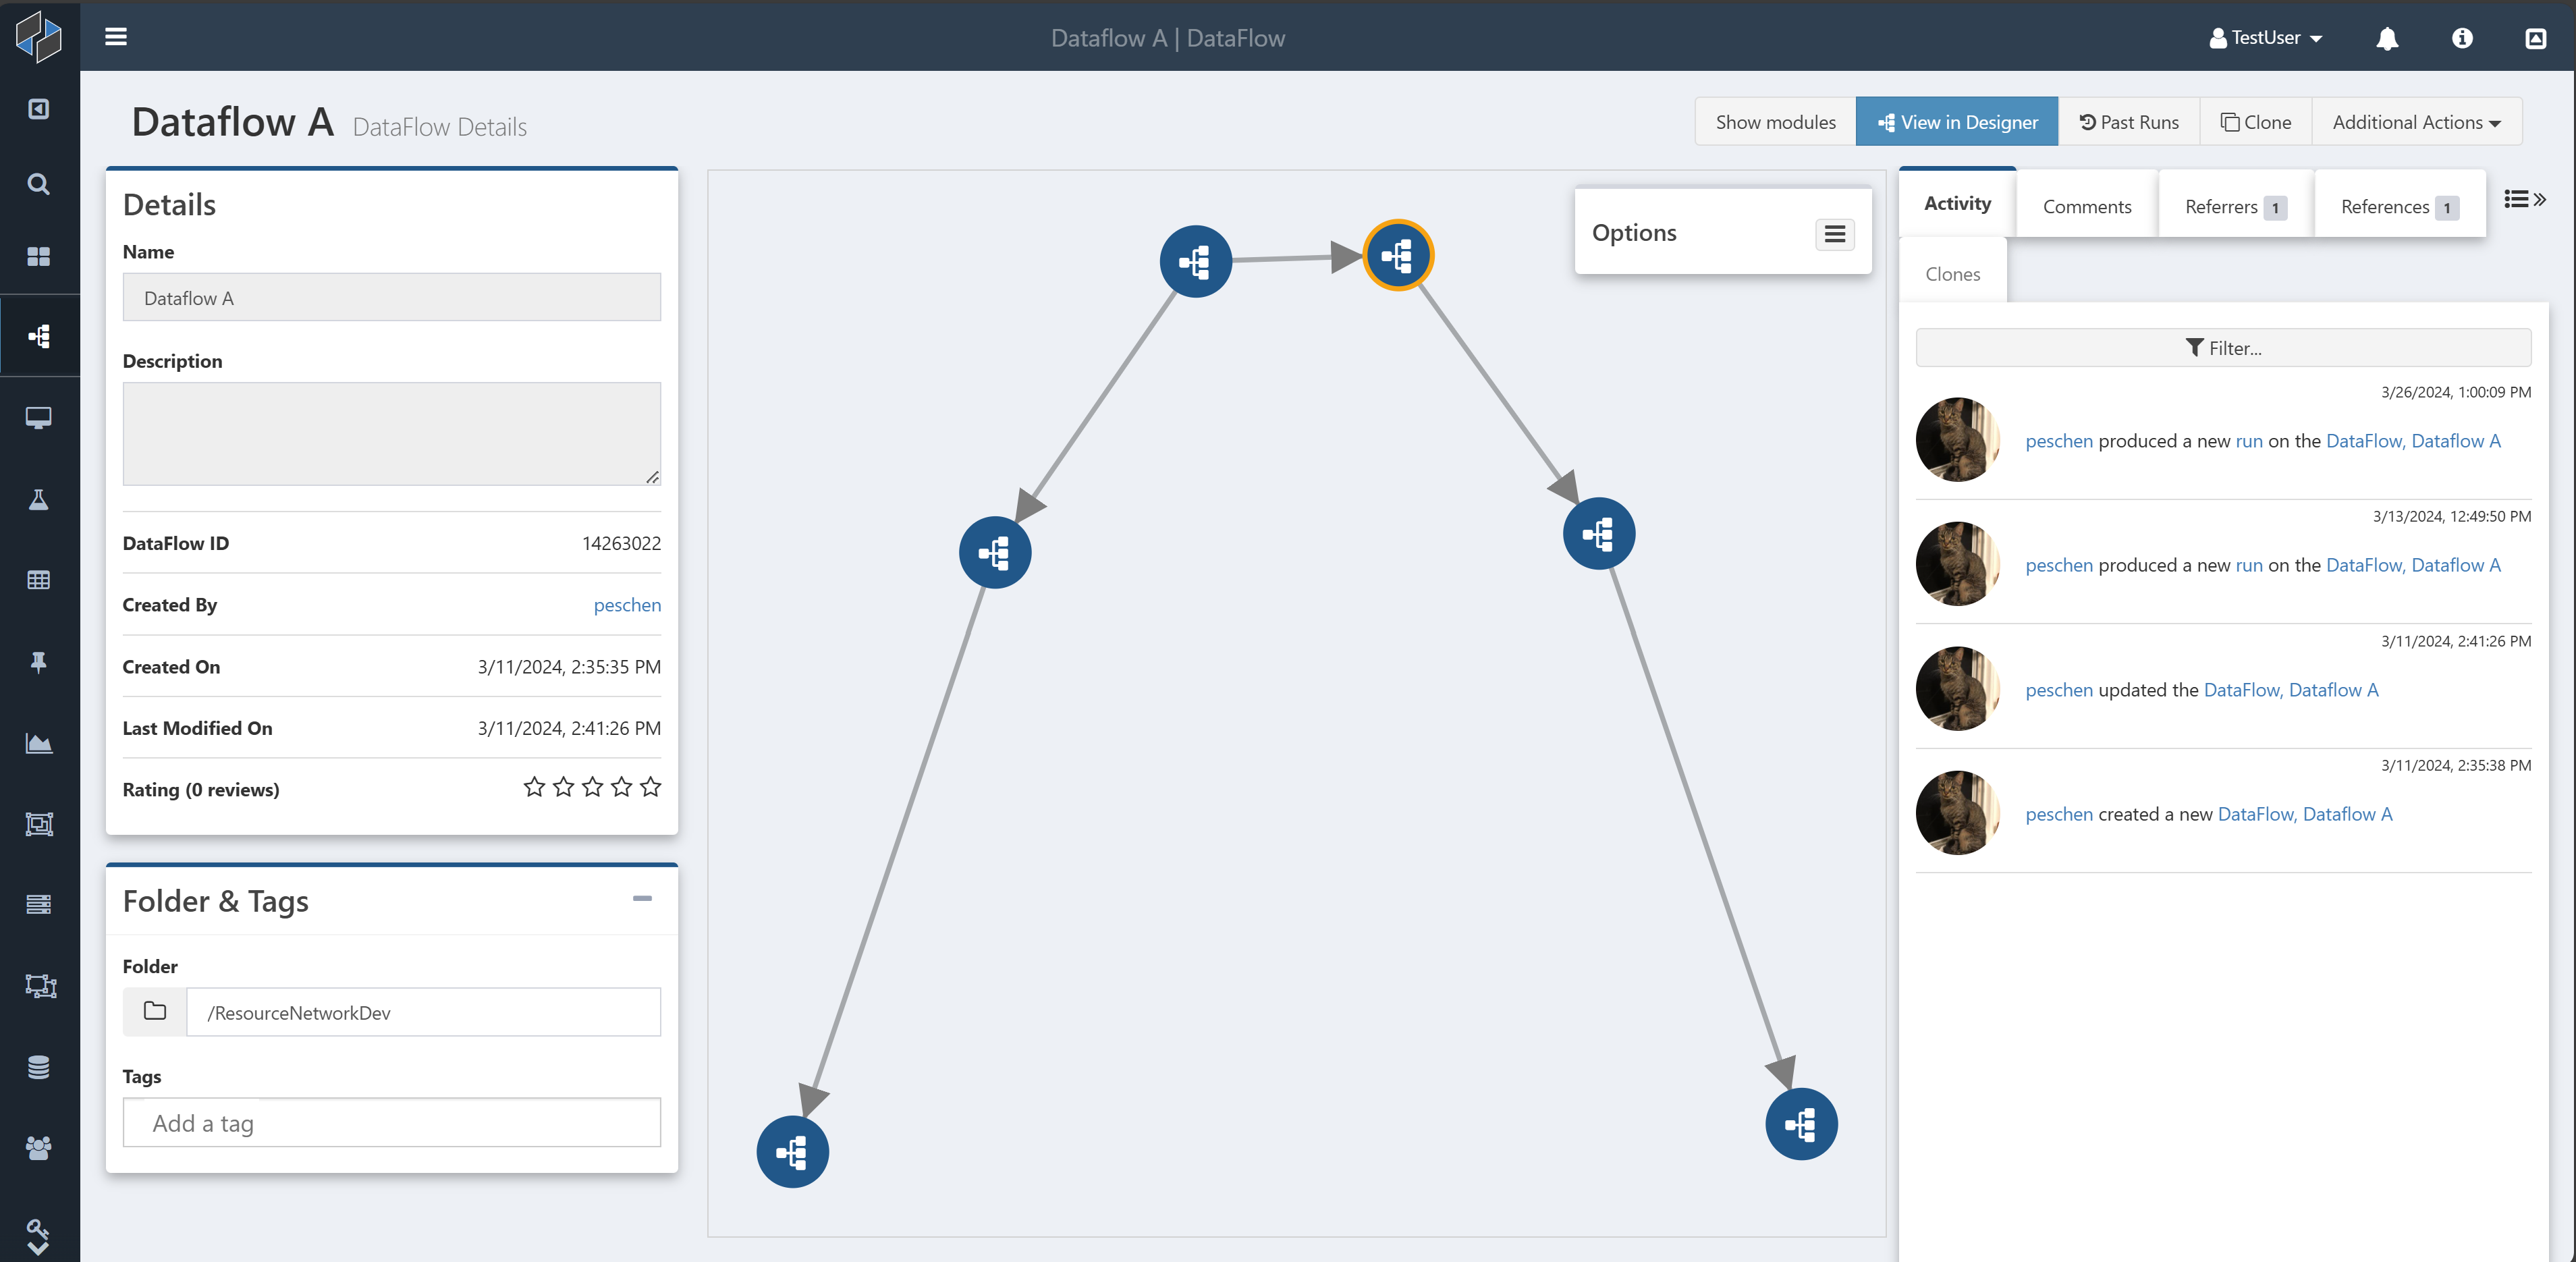 Dataflow A | DataFlow
TestUser
Dataflow A DataFlow Details
Show modules
View in Designer
Past Runs
Clone
Additional Actions
Details
Name
Dataflow A
Description
DataFlow ID 14263022
Created By peschen
Created On 3/11/2024, 2:35:35 PM
Last Modified On 3/11/2024, 2:41:26 PM
Rating (0 reviews)
Folder & Tags
Folder
/ResourceNetworkDev
Tags
Add a tag
Options
Activity
Comments
Referrers 1
References 1
Clones
Filter...
3/26/2024, 1:00:09 PM
peschen produced a new run on the DataFlow, Dataflow A
3/13/2024, 12:49:50 PM
peschen produced a new run on the DataFlow, Dataflow A
3/11/2024, 2:41:26 PM
peschen updated the DataFlow, Dataflow A
3/11/2024, 2:35:38 PM
peschen created a new DataFlow, Dataflow A